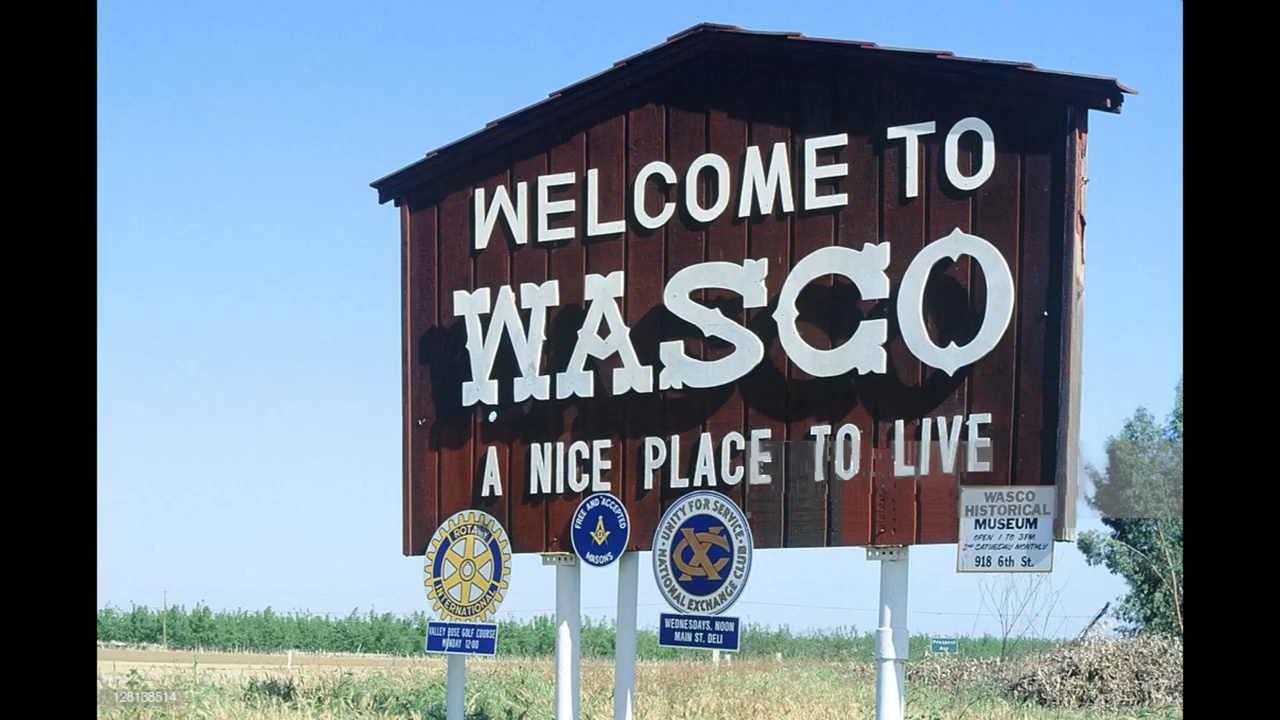 WELCOME TO
WASCO
A NICE PLACE TO LIVE
ROTARY
INTERNATIONAL
VALLEY ROSE GOLF COURSE
MONDAY 12:00
FREE AND ACCEPTED
MASONS
UNITY FOR SERVICE
NATIONAL EXCHANGE CLUB
WEDNESDAYS, NOON
MAIN ST. DELI
WASCO
HISTORICAL
MUSEUM
OPEN 1 TO 3PM.
MONTHLY
918 6th St.
128138514